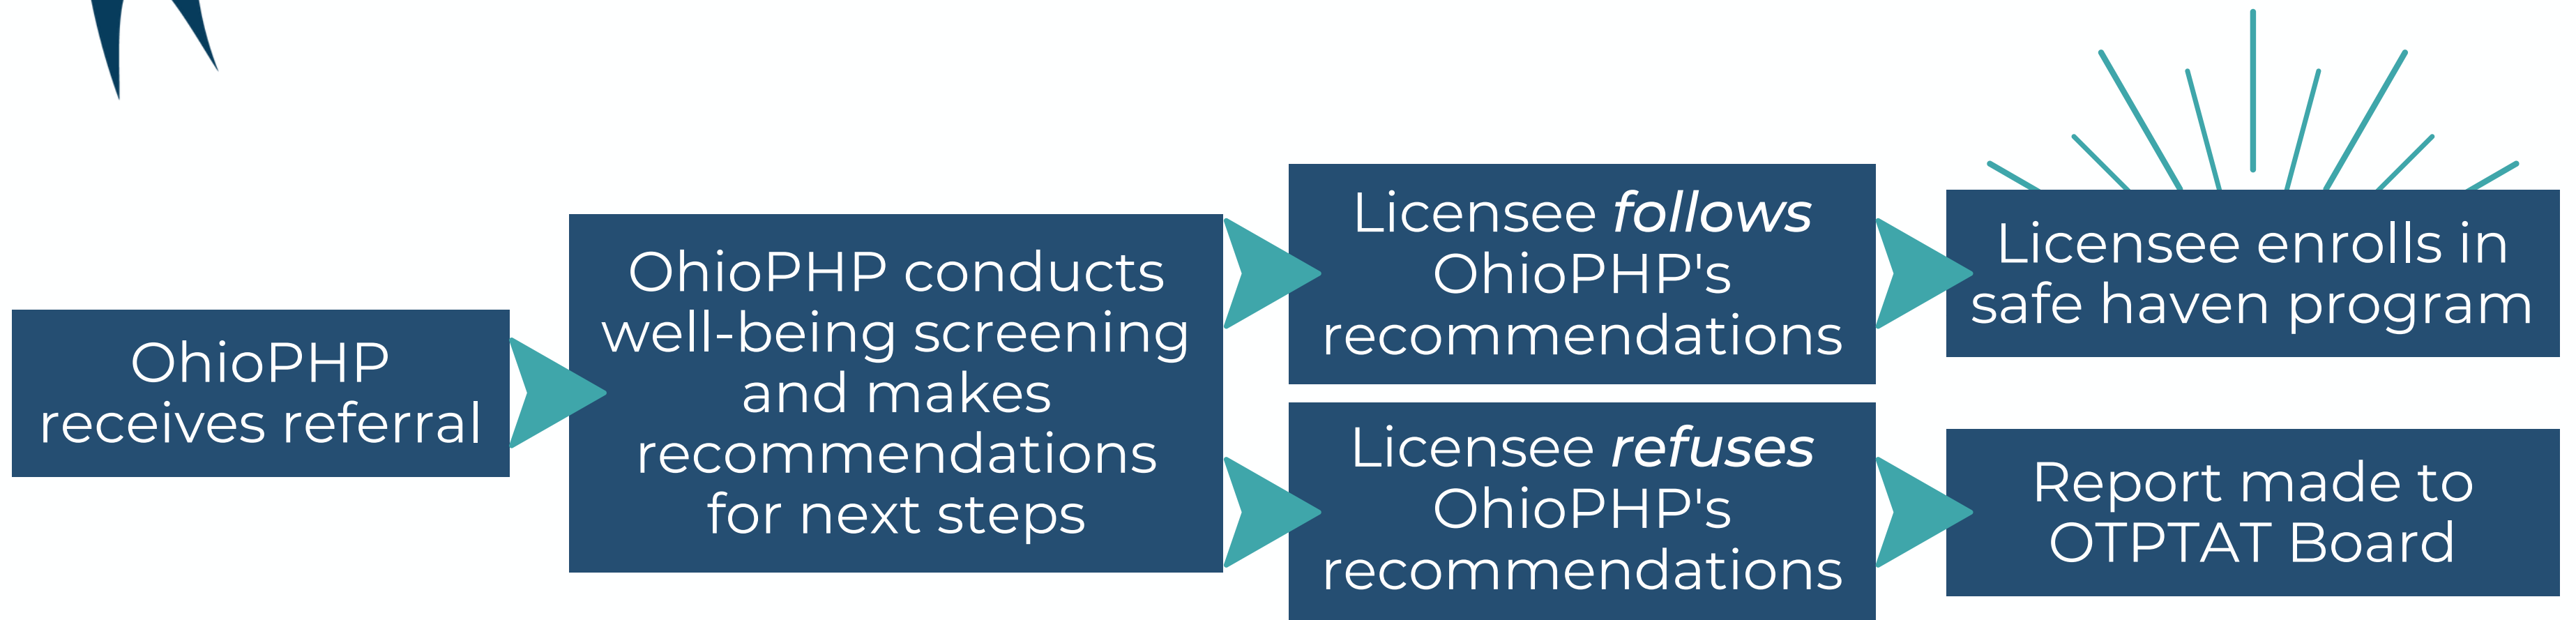 OhioPHP
receives referral
OhioPHP conducts
well-being screening
and makes
recommendations
for next steps
Licensee follows
OhioPHP's
recommendations
Licensee enrolls in
safe haven program
Licensee refuses
OhioPHP's
recommendations
Report made to
OTPTAT Board